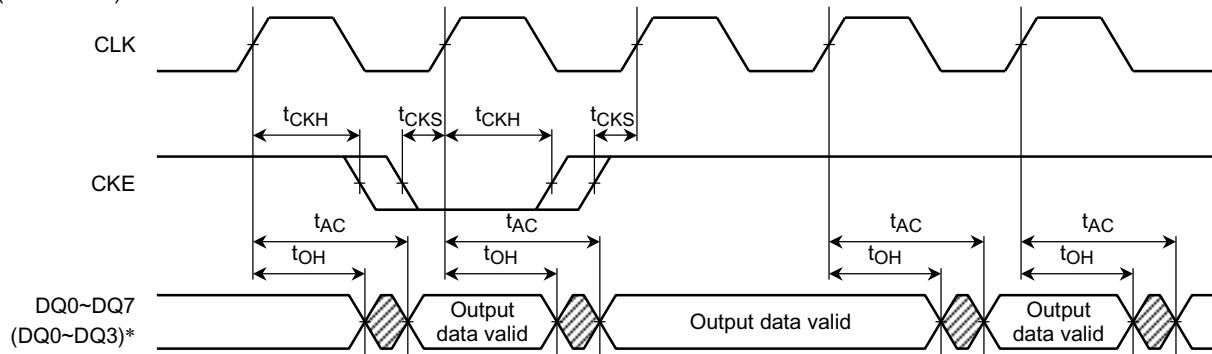 CLK
tCKH tCKS tCKH tCKS
CKE
tAC tAC tAC tAC
tOH tOH tOH tOH
DQ0~DQ7
(DQ0~DQ3)*
Output
data valid
Output data valid
Output
data valid